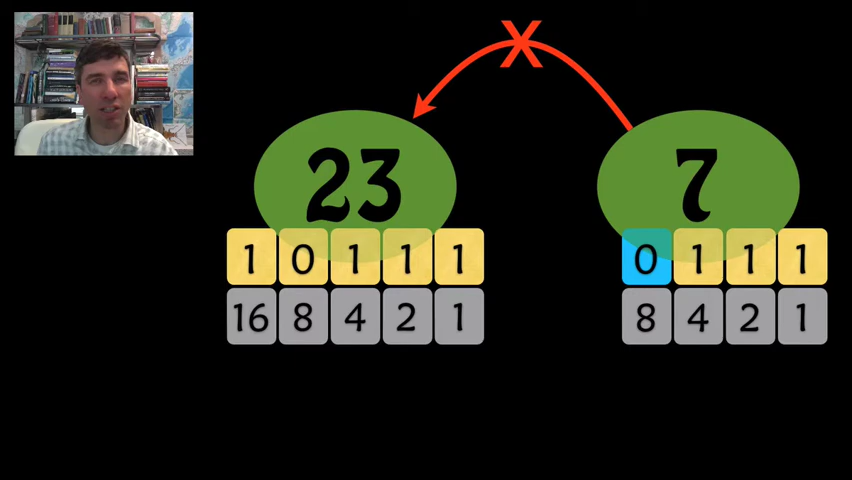 X
23
7
1 0 1 1 1
0 1 1 1
16 8 4 2 1
8 4 2 1